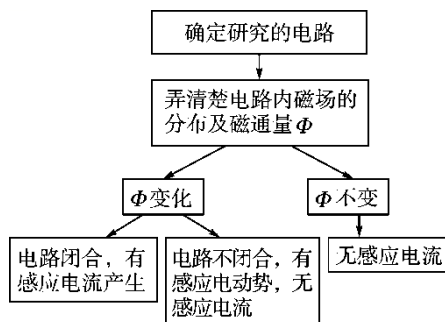 确定研究的电路
弄清楚电路内磁场的
分布及磁通量Φ
Φ变化
Φ不变
电路闭合，有
感应电流产生
电路不闭合，有
感应电动势，无
感应电流
无感应电流